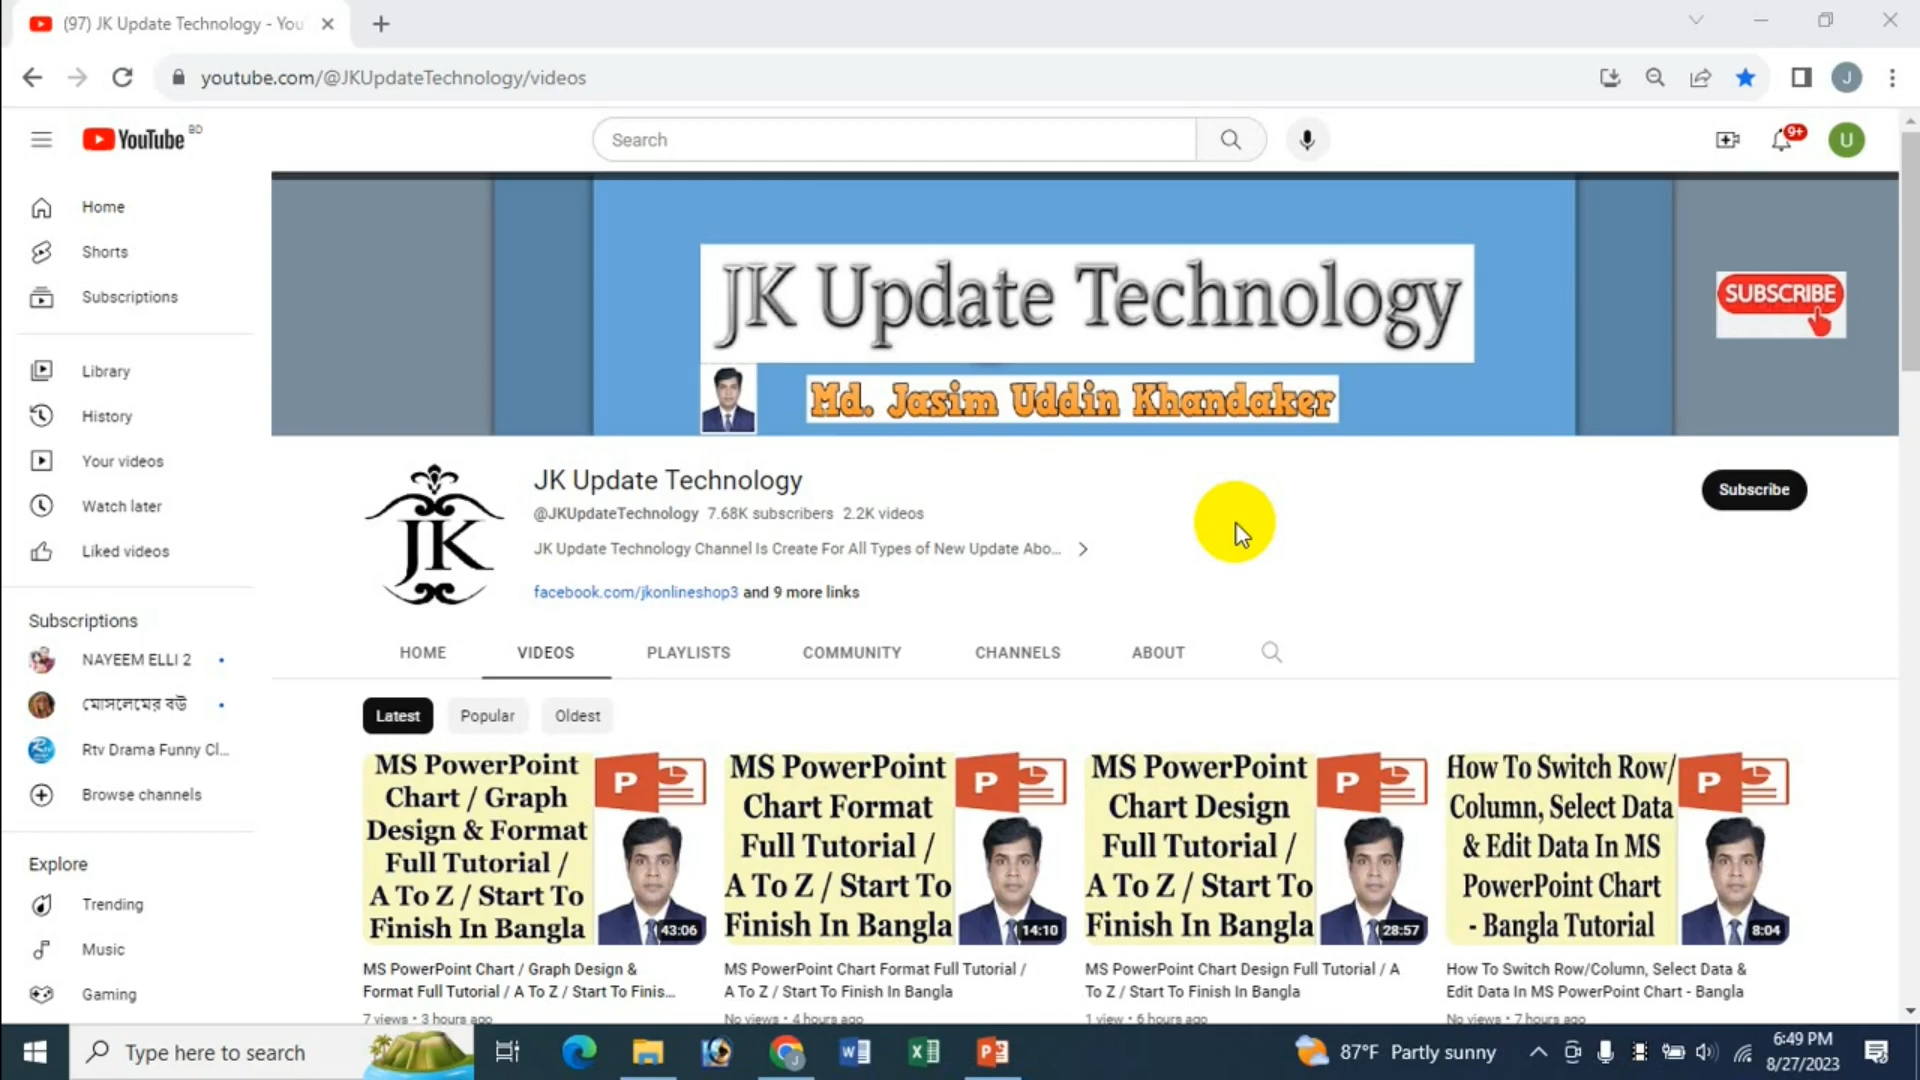 (97) JK Update Technology - You
youtube.com/@JKUpdateTechnology/videos
YouTube BD
Search
9+
U
J
Home
Shorts
Subscriptions
Library
History
Your videos
Watch later
Liked videos
Subscriptions
NAYEEM ELLI 2
মোসলেমের বউ
Rtv Drama Funny Cl...
Browse channels
Explore
Trending
Music
Gaming
JK Update Technology
Md. Jasim Uddin Khandaker
SUBSCRIBE
JK
JK Update Technology
@JKUpdateTechnology 7.68K subscribers 2.2K videos
JK Update Technology Channel Is Create For All Types of New Update Abo...
facebook.com/jkonlineshop3 and 9 more links
Subscribe
HOME VIDEOS PLAYLISTS COMMUNITY CHANNELS ABOUT
Latest Popular Oldest
MS PowerPoint
Chart / Graph
Design & Format
Full Tutorial /
A To Z / Start To
Finish In Bangla
P
43:06
MS PowerPoint Chart / Graph Design &
Format Full Tutorial / A To Z / Start To Finis...
7 views • 3 hours ago
MS PowerPoint
Chart Format
Full Tutorial /
A To Z / Start To
Finish In Bangla
P
14:10
MS PowerPoint Chart Format Full Tutorial /
A To Z / Start To Finish In Bangla
No views • 4 hours ago
MS PowerPoint
Chart Design
Full Tutorial /
A To Z / Start To
Finish In Bangla
P
28:57
MS PowerPoint Chart Design Full Tutorial / A
To Z / Start To Finish In Bangla
1 view • 6 hours ago
How To Switch Row/
Column, Select Data
& Edit Data In MS
PowerPoint Chart
- Bangla Tutorial
P
8:04
How To Switch Row/Column, Select Data &
Edit Data In MS PowerPoint Chart - Bangla
No views • 7 hours ago
Type here to search
87°F Partly sunny
6:49 PM
8/27/2023